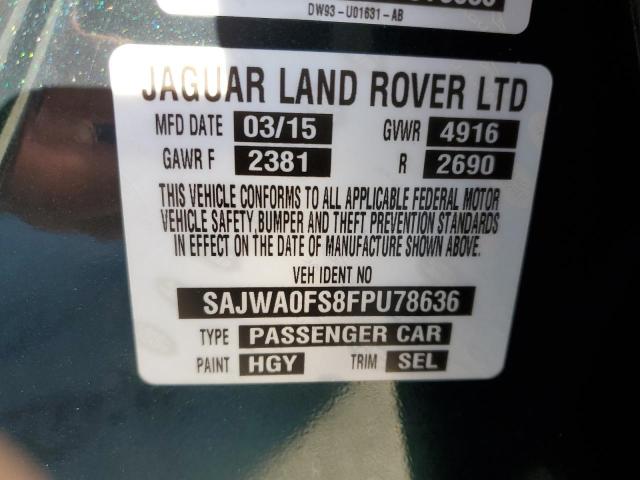 DW93-U01631-AB
JAGUAR LAND ROVER LTD
MFD DATE 03/15 GVWR 4916
GAWR F 2381 R 2690
THIS VEHICLE CONFORMS TO ALL APPLICABLE FEDERAL MOTOR
VEHICLE SAFETY,BUMPER AND THEFT PREVENTION STANDARDS
IN EFFECT ON THE DATE OF MANUFACTURE SHOWN ABOVE.
VEH IDENT NO
SAJWA0FS8FPU78636
TYPE PASSENGER CAR
PAINT HGY TRIM SEL